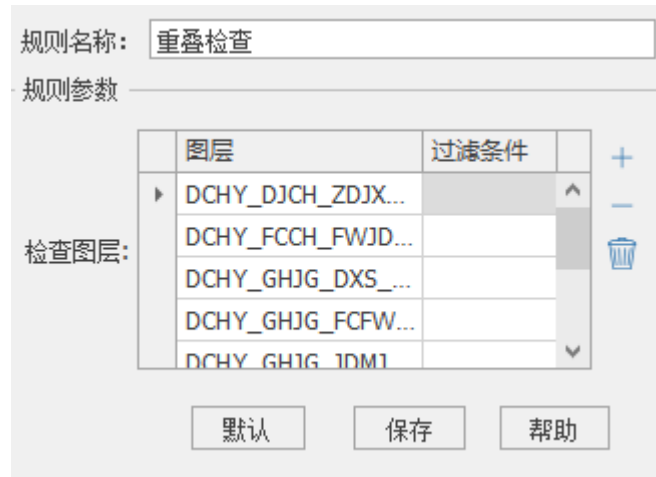 规则名称: 重叠检查
规则参数
图层 过滤条件
DCHY_DJCH_ZDJX...
DCHY_FCCH_FWJD...
检查图层:
DCHY_GHJG_DXS_...
DCHY_GHJG_FCFW...
DCHY_GHJG_JDMJ
默认 保存 帮助